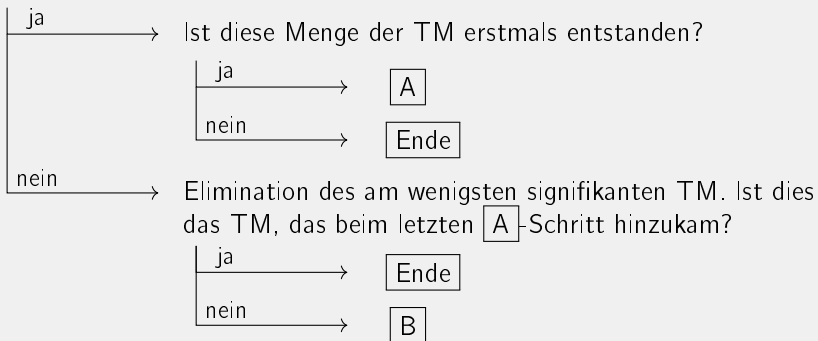 ja
Ist diese Menge der TM erstmals entstanden?
ja
A
nein
Ende
nein
Elimination des am wenigsten signifikanten TM. Ist dies
das TM, das beim letzten A-Schritt hinzukam?
ja
Ende
nein
B